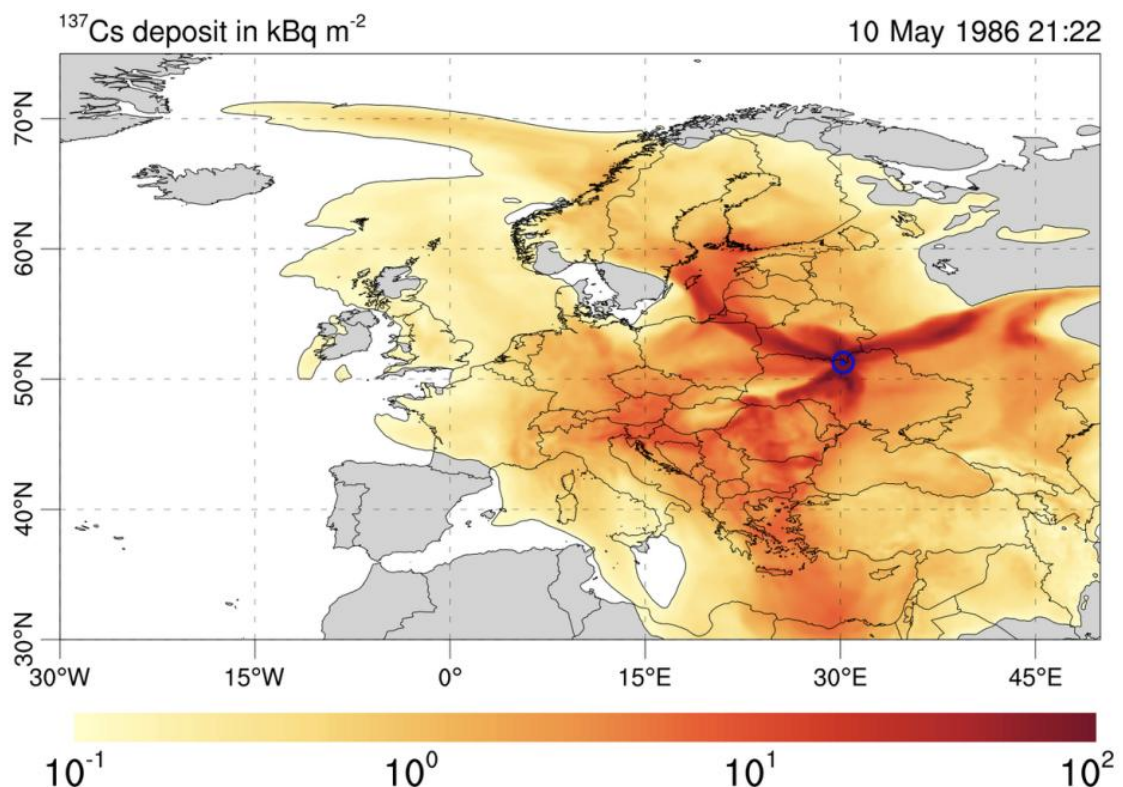 ¹³⁷Cs deposit in kBq m⁻² 10 May 1986 21:22
70°N
60°N
50°N
40°N
30°N
30°W 15°W 0° 15°E 30°E 45°E
10⁻¹ 10⁰ 10¹ 10²